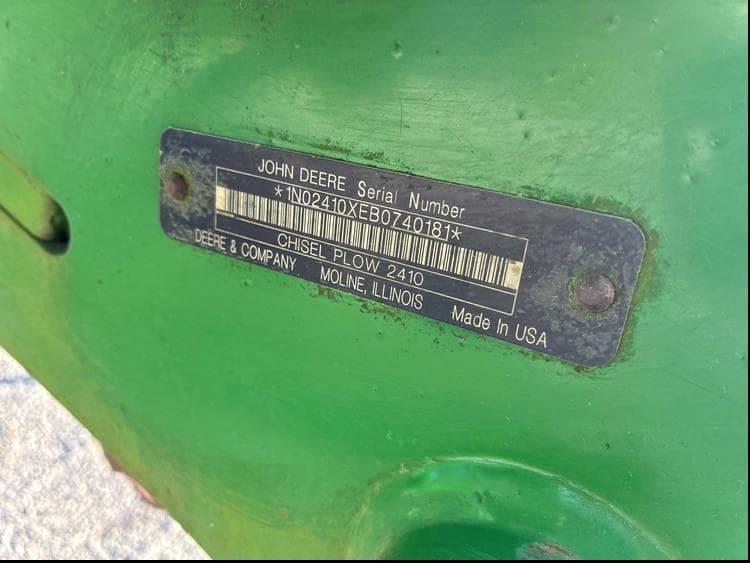 JOHN DEERE Serial Number
*1N02410XEB0740181*
CHISEL PLOW 2410
DEERE & COMPANY MOLINE, ILLINOIS Made In USA